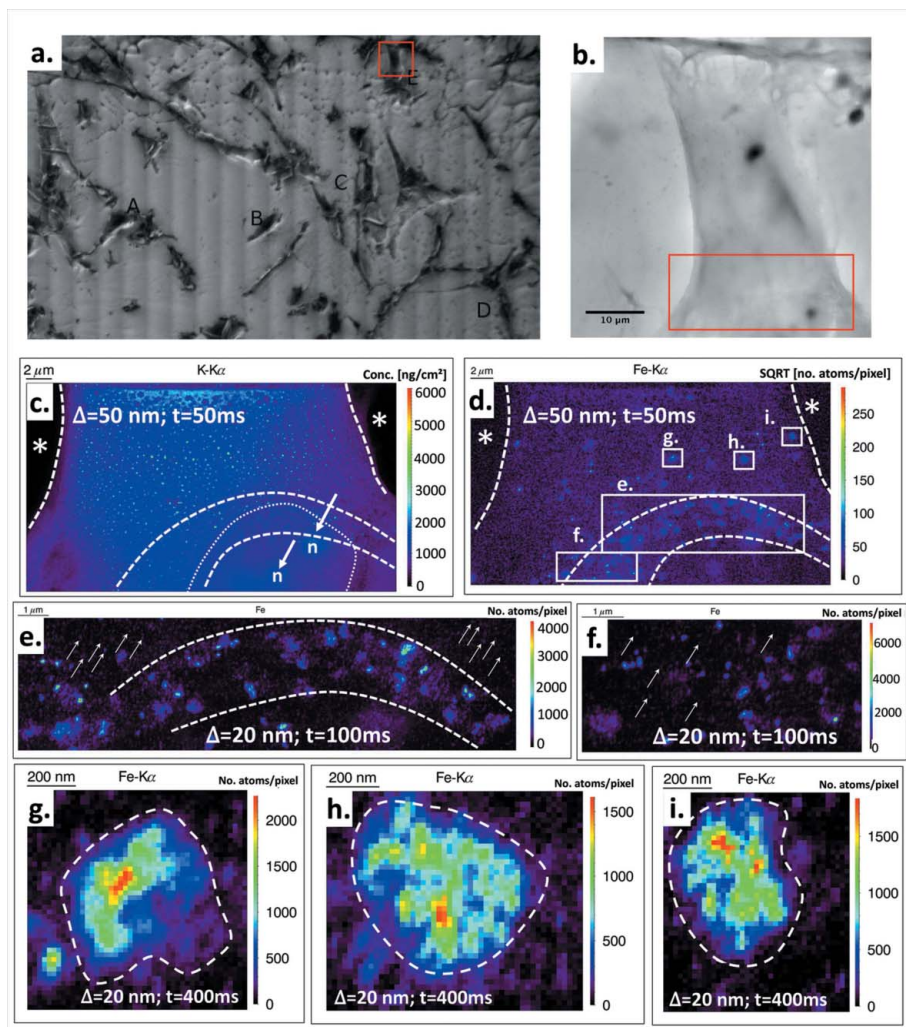 a.
E
C
A
B
D
b.
10 µm
2 µm
K-Kα
Conc. [ng/cm²]
c.
Δ=50 nm; t=50ms
*
*
n
n
6000
5000
4000
3000
2000
1000
0
2 µm
Fe-Kα
SQRT [no. atoms/pixel]
d.
Δ=50 nm; t=50ms
*
*
i.
g.
h.
e.
f.
250
200
150
100
50
0
1 µm
Fe
No. atoms/pixel
e.
Δ=20 nm; t=100ms
4000
3000
2000
1000
0
1 µm
Fe
No. atoms/pixel
f.
Δ=20 nm; t=100ms
6000
4000
2000
0
200 nm
Fe-Kα
No. atoms/pixel
g.
Δ=20 nm; t=400ms
2000
1500
1000
500
0
200 nm
Fe-Kα
No. atoms/pixel
h.
Δ=20 nm; t=400ms
1500
1000
500
0
200 nm
Fe-Kα
No. atoms/pixel
i.
Δ=20 nm; t=400ms
1500
1000
500
0